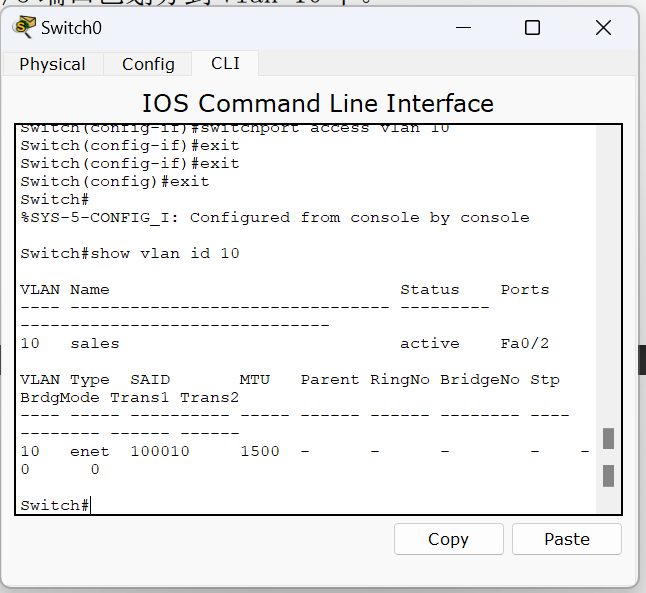 Switch0
Physical Config CLI
IOS Command Line Interface
Switch(config-if)#switchport access vlan 10
Switch(config-if)#exit
Switch(config-if)#exit
Switch(config)#exit
Switch#
%SYS-5-CONFIG_I: Configured from console by console
Switch#show vlan id 10
VLAN Name                             Status    Ports
---- -------------------------------- ---------
-------------------------------
10   sales                            active    Fa0/2
VLAN Type  SAID       MTU   Parent RingNo BridgeNo Stp
BrdgMode Trans1 Trans2
---- ----- ---------- ----- ------ ------ -------- ----
-------- ------ ------
10   enet  100010     1500  -      -      -        -    -
0      0
Switch#
Copy Paste